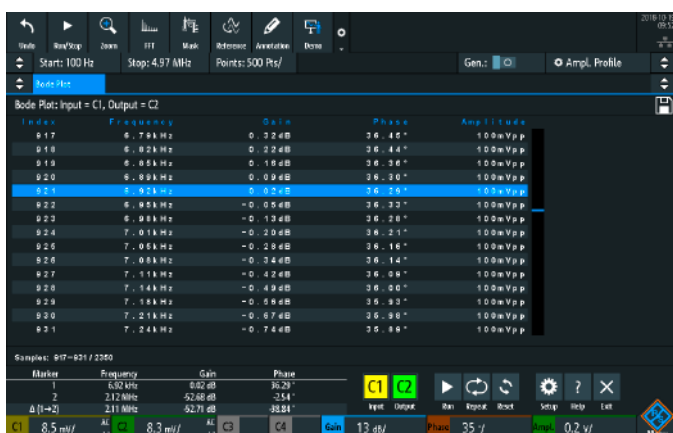 2019-10-15
09:52
Undo Run/Stop Zoom FFT Mask Reference Annotation Demo
Start: 100 Hz Stop: 4.97 MHz Points: 500 Pts/ Gen.: Ampl. Profile
Bode Plot
Bode Plot: Input = C1, Output = C2
Index Frequency Gain Phase Amplitude
917 6.79kHz 0.32dB 36.45° 100mVpp
918 6.82kHz 0.22dB 36.44° 100mVpp
919 6.85kHz 0.16dB 36.36° 100mVpp
920 6.89kHz 0.09dB 36.30° 100mVpp
921 6.92kHz 0.02dB 36.29° 100mVpp
922 6.95kHz -0.05dB 36.33° 100mVpp
923 6.98kHz -0.13dB 36.28° 100mVpp
924 7.01kHz -0.20dB 36.21° 100mVpp
925 7.05kHz -0.28dB 36.16° 100mVpp
926 7.08kHz -0.34dB 36.14° 100mVpp
927 7.11kHz -0.42dB 36.09° 100mVpp
928 7.14kHz -0.49dB 36.00° 100mVpp
929 7.18kHz -0.56dB 35.93° 100mVpp
930 7.21kHz -0.67dB 35.98° 100mVpp
931 7.24kHz -0.74dB 35.89° 100mVpp
Samples: 917-931 / 2350
Marker Frequency Gain Phase
1 6.92 kHz 0.02 dB 36.29°
2 2.12 MHz -52.68 dB -2.54°
Δ (1→2) 2.11 MHz -52.71 dB -38.84°
C1 C2
Input Output Run Repeat Reset Setup Help Exit
C1 8.5 mV/ AC C2 8.3 mV/ AC C3 C4 Gain 13 dB/ Phase 35 °/ Ampl. 0.2 V/